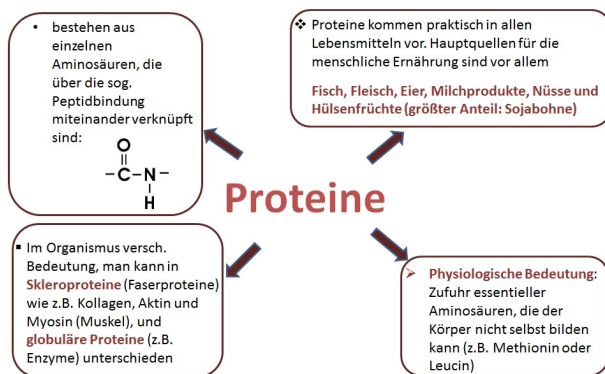 • bestehen aus
einzelnen
Aminosäuren, die
über die sog.
Peptidbindung
miteinander verknüpft
sind:
O
– C – N –
H
❖ Proteine kommen praktisch in allen
Lebensmitteln vor. Hauptquellen für die
menschliche Ernährung sind vor allem
Fisch, Fleisch, Eier, Milchprodukte, Nüsse und
Hülsenfrüchte (größter Anteil: Sojabohne)
Proteine
▪ Im Organismus versch.
Bedeutung, man kann in
Skleroproteine (Faserproteine)
wie z.B. Kollagen, Aktin und
Myosin (Muskel), und
globuläre Proteine (z.B.
Enzyme) unterschieden
➢ Physiologische Bedeutung:
Zufuhr essentieller
Aminosäuren, die der
Körper nicht selbst bilden
kann (z.B. Methionin oder
Leucin)